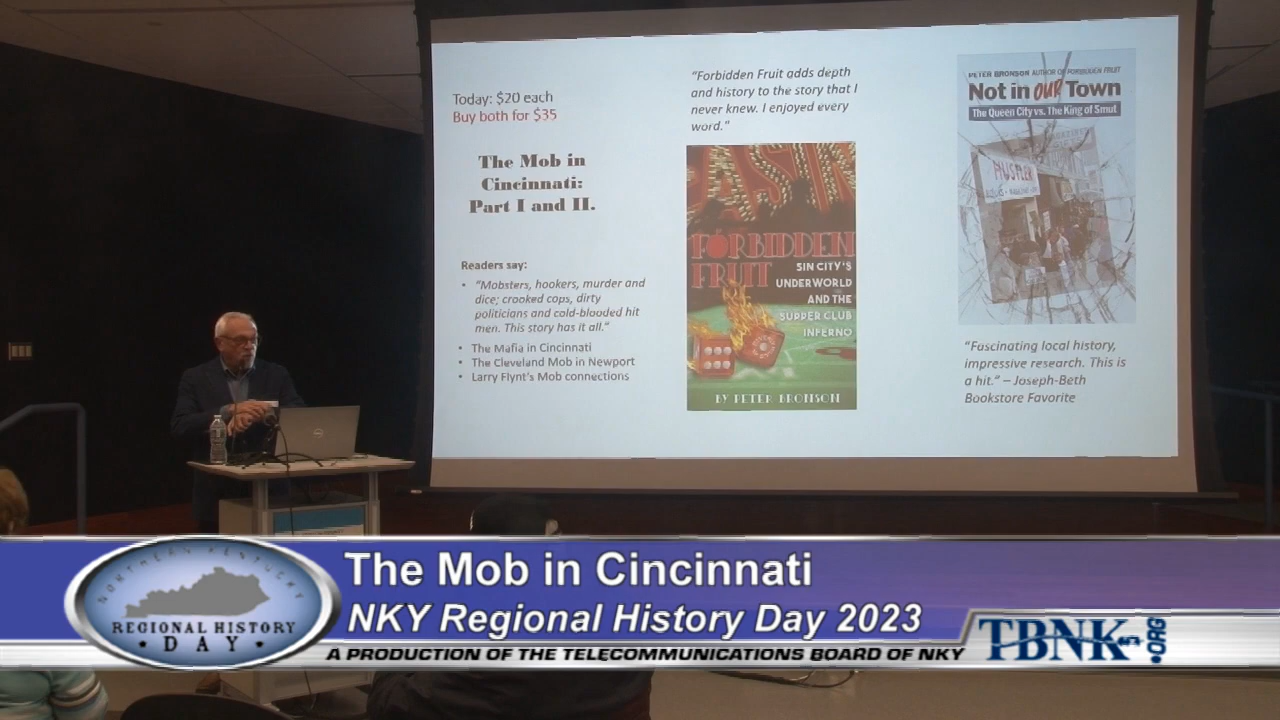 Today: $20 each
Buy both for $35
The Mob in
Cincinnati:
Part I and II.
Readers say:
• "Mobsters, hookers, murder and
dice; crooked cops, dirty
politicians and cold-blooded hit
men. This story has it all."
• The Mafia in Cincinnati
• The Cleveland Mob in Newport
• Larry Flynt's Mob connections
"Forbidden Fruit adds depth
and history to the story that I
never knew. I enjoyed every
word."
FORBIDDEN
FRUIT
SIN CITY'S
UNDERWORLD
AND THE
SUPPER CLUB
INFERNO
BY PETER BRONSON
PETER BRONSON AUTHOR OF FORBIDDEN FRUIT
Not in OUR Town
The Queen City vs. The King of Smut
HUSTLER
"Fascinating local history,
impressive research. This is
a hit." – Joseph-Beth
Bookstore Favorite
DELL
NORTHERN KENTUCKY
REGIONAL HISTORY
• DAY •
The Mob in Cincinnati
NKY Regional History Day 2023
A PRODUCTION OF THE TELECOMMUNICATIONS BOARD OF NKY
TBNK.ORG